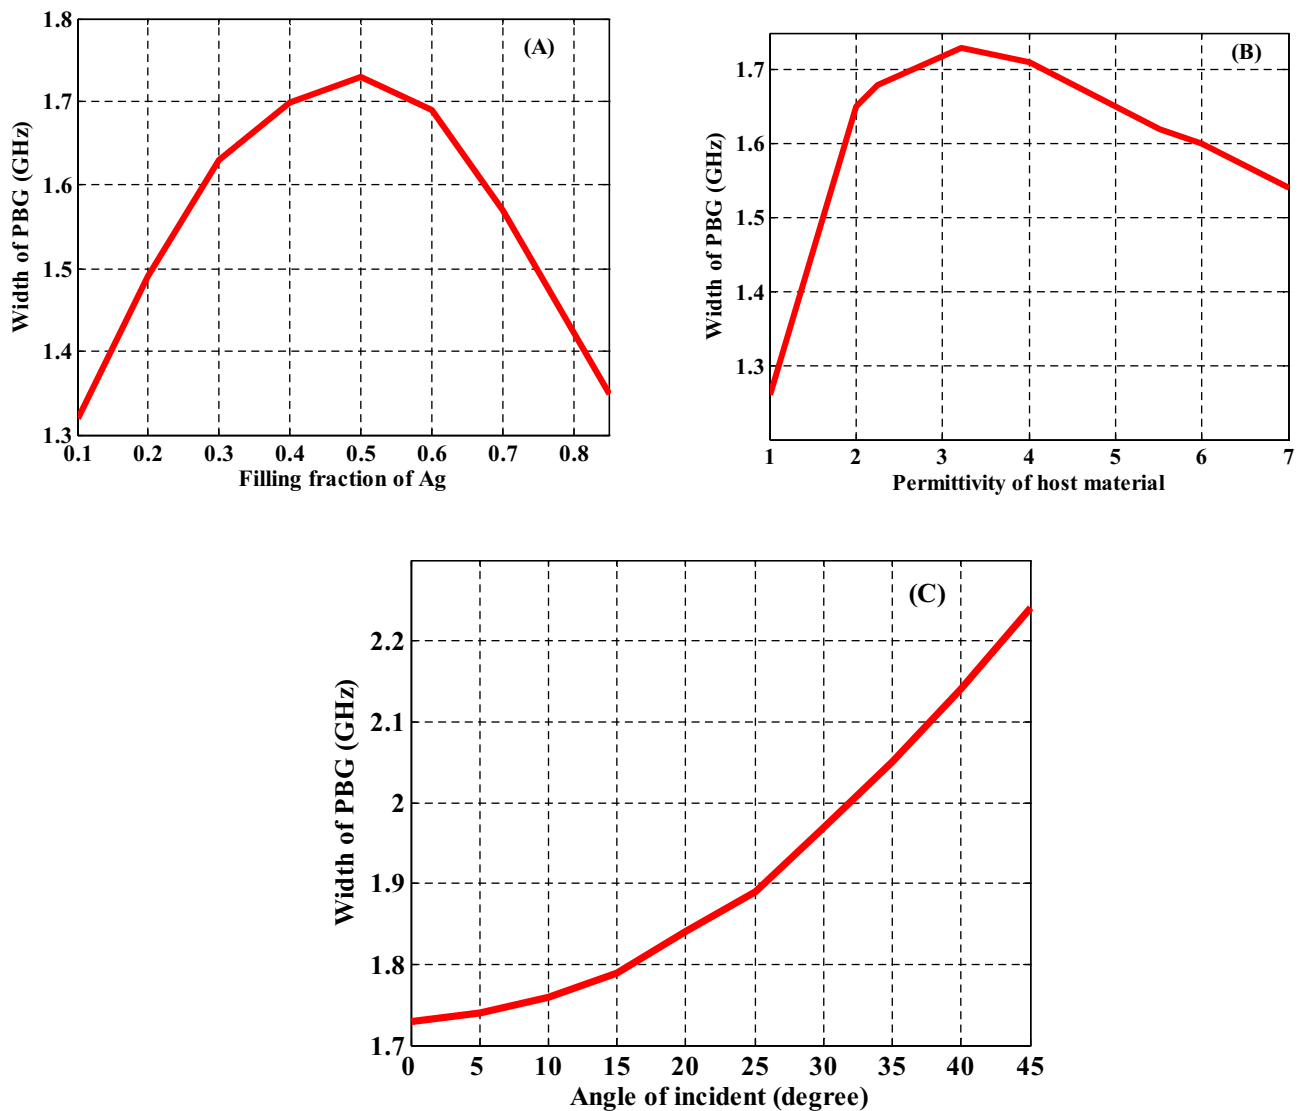 (A)
Width of PBG (GHz)
1.8
1.7
1.6
1.5
1.4
1.3
0.1 0.2 0.3 0.4 0.5 0.6 0.7 0.8
Filling fraction of Ag
(B)
Width of PBG (GHz)
1.7
1.6
1.5
1.4
1.3
1 2 3 4 5 6 7
Permittivity of host material
(C)
Width of PBG (GHz)
2.2
2.1
2
1.9
1.8
1.7
0 5 10 15 20 25 30 35 40 45
Angle of incident (degree)